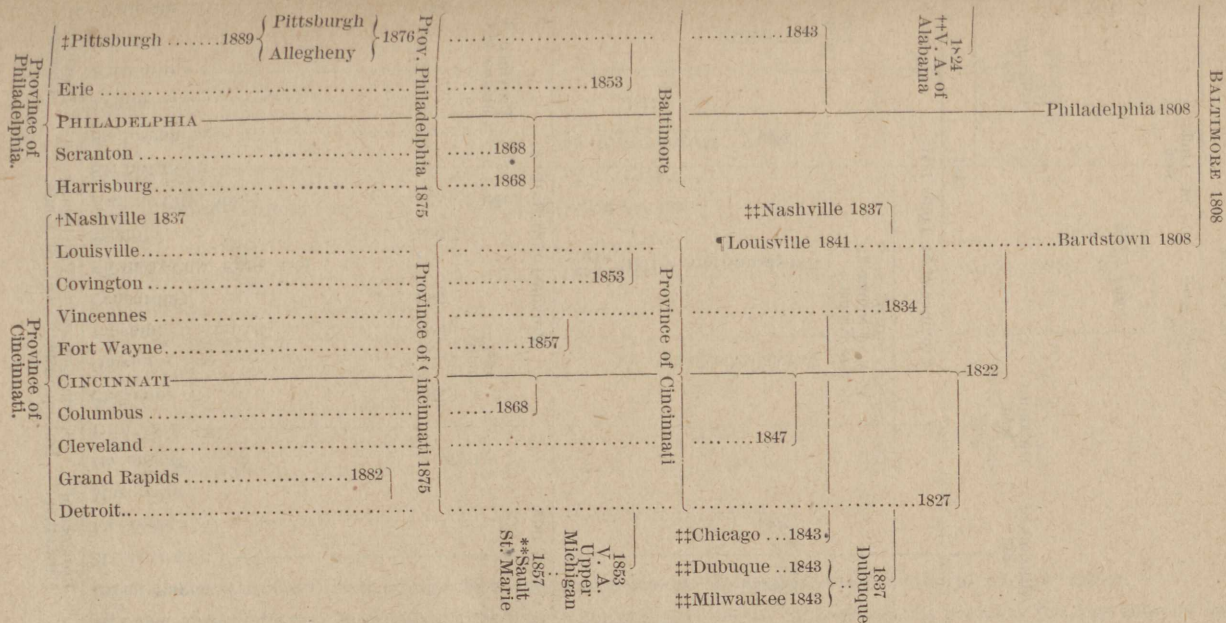 Province of
Philadelphia.
‡Pittsburgh ...... 1889 { Pittsburgh
Allegheny } 1876
Erie
PHILADELPHIA
Scranton
Harrisburg
Prov. Philadelphia 1875
1853
1868
1868
Baltimore
1843
1824
††V. A. of
Alabama
Philadelphia 1808
BALTIMORE 1808
Province of
Cincinnati.
†Nashville 1837
Louisville
Covington
Vincennes
Fort Wayne
CINCINNATI
Columbus
Cleveland
Grand Rapids ...... 1882
Detroit
Province of Cincinnati 1875
1853
1857
1868
Province of Cincinnati
‡‡Nashville 1837
¶Louisville 1841
Bardstown 1808
1834
1822
1847
1827
1857
**Sault
St. Marie
1853
V. A.
Upper
Michigan
‡‡Chicago ... 1843
‡‡Dubuque .. 1843
‡‡Milwaukee 1843
1837
Dubuque